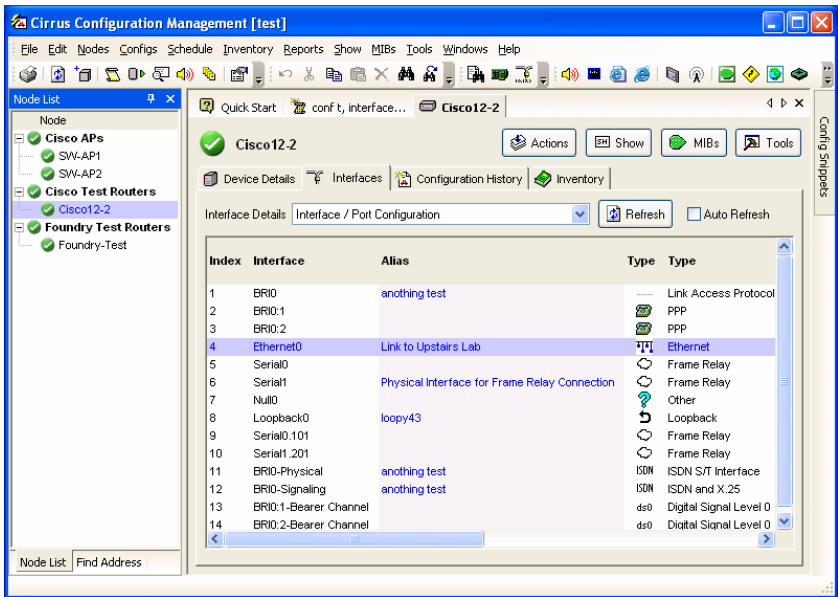 Cirrus Configuration Management [test]
File Edit Nodes Configs Schedule Inventory Reports Show MIBs Tools Windows Help
Node List
Node
Cisco APs
SW-AP1
SW-AP2
Cisco Test Routers
Cisco12-2
Foundry Test Routers
Foundry-Test
Node List Find Address
Quick Start conf t, interface... Cisco12-2
Cisco12-2 Actions SH Show MIBs Tools
Device Details Interfaces Configuration History Inventory
Interface Details Interface / Port Configuration Refresh Auto Refresh
Index Interface Alias Type Type
1 BRI0 anothing test Link Access Protocol
2 BRI0:1 PPP
3 BRI0:2 PPP
4 Ethernet0 Link to Upstairs Lab Ethernet
5 Serial0 Frame Relay
6 Serial1 Physical Interface for Frame Relay Connection Frame Relay
7 Null0 Other
8 Loopback0 loopy43 Loopback
9 Serial0.101 Frame Relay
10 Serial1.201 Frame Relay
11 BRI0-Physical anothing test ISDN ISDN S/T Interface
12 BRI0-Signaling anothing test ISDN ISDN and X.25
13 BRI0:1-Bearer Channel ds0 Digital Signal Level 0
14 BRI0:2-Bearer Channel ds0 Digital Signal Level 0
Config Snippets